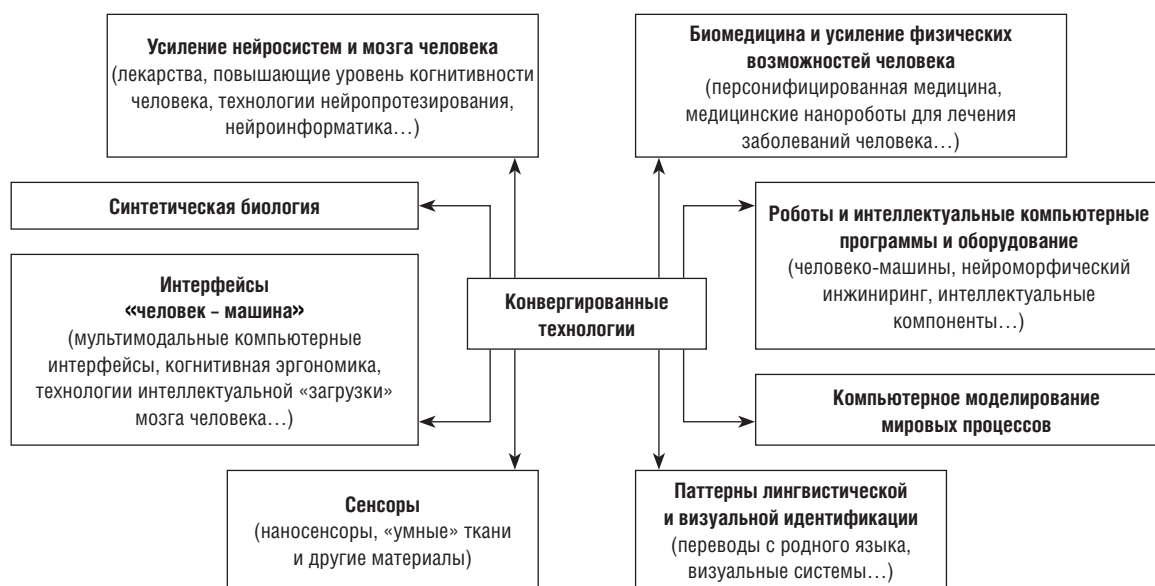 Усиление нейросистем и мозга человека
(лекарства, повышающие уровень когнитивности
человека, технологии нейропротезирования,
нейроинформатика…)
Биомедицина и усиление физических
возможностей человека
(персонифицированная медицина,
медицинские нанороботы для лечения
заболеваний человека…)
Синтетическая биология
Роботы и интеллектуальные компьютерные
программы и оборудование
(человеко-машины, нейроморфический
инжиниринг, интеллектуальные
компоненты…)
Интерфейсы
«человек – машина»
(мультимодальные компьютерные
интерфейсы, когнитивная эргономика,
технологии интеллектуальной «загрузки»
мозга человека…)
Конвергированные
технологии
Компьютерное моделирование
мировых процессов
Сенсоры
(наносенсоры, «умные» ткани
и другие материалы)
Паттерны лингвистической
и визуальной идентификации
(переводы с родного языка,
визуальные системы…)